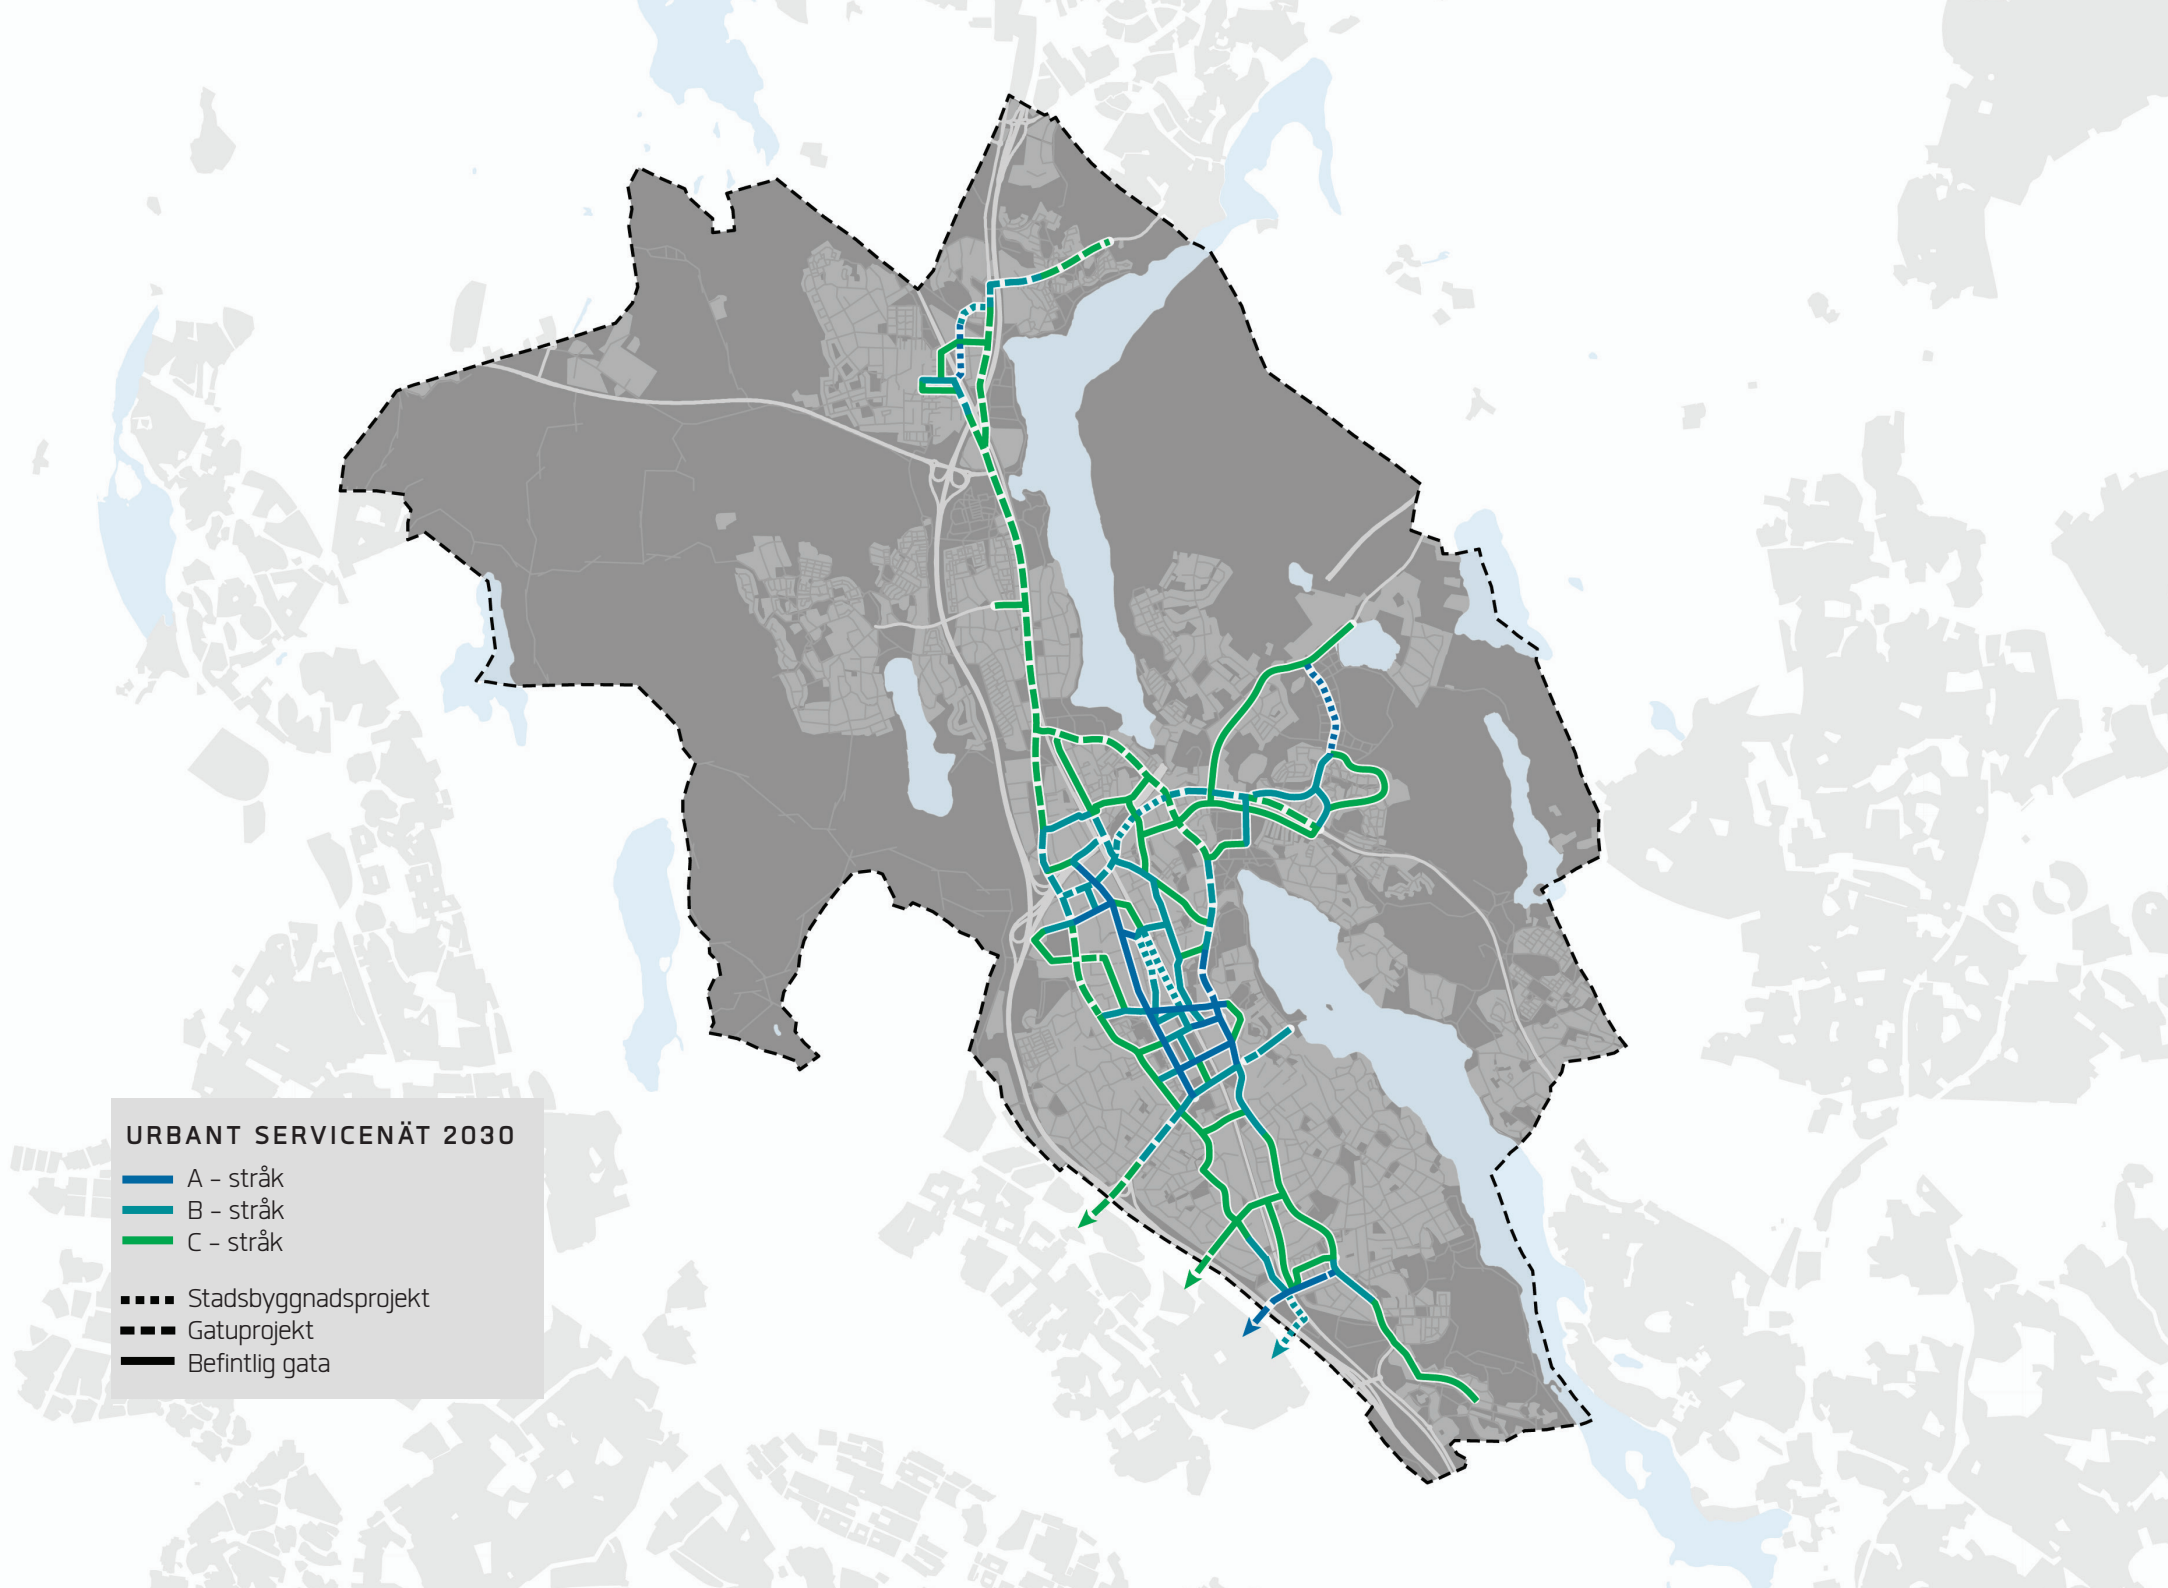 URBANT SERVICENÄT 2030
A - stråk
B - stråk
C - stråk
Stadsbyggnadsprojekt
Gatuprojekt
Befintlig gata